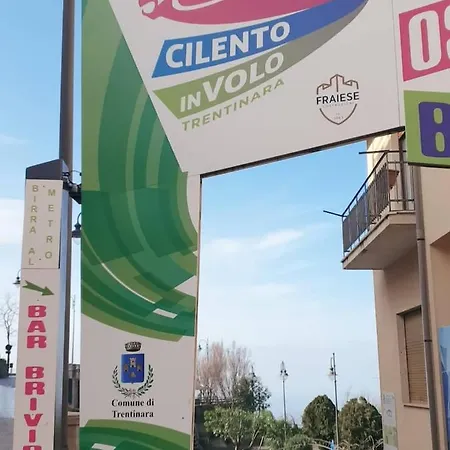 CILENTO
inVOLO
TRENTINARA
FRAIESE
BIRRA AL
METRO
BAR BRIVIO
Comune di
Trentinara